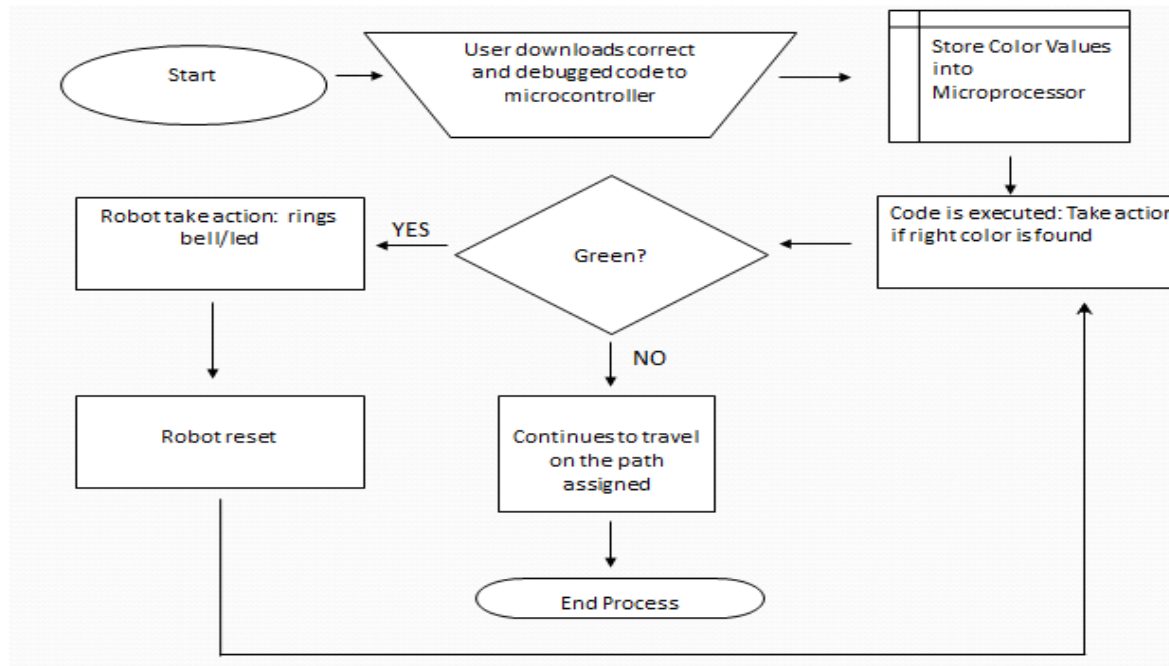 Start
User downloads correct
and debugged code to
microcontroller
Store Color Values
into
Microprocessor
Code is executed: Take action
if right color is found
Green?
YES
Robot take action: rings
bell/led
Robot reset
NO
Continues to travel
on the path
assigned
End Process